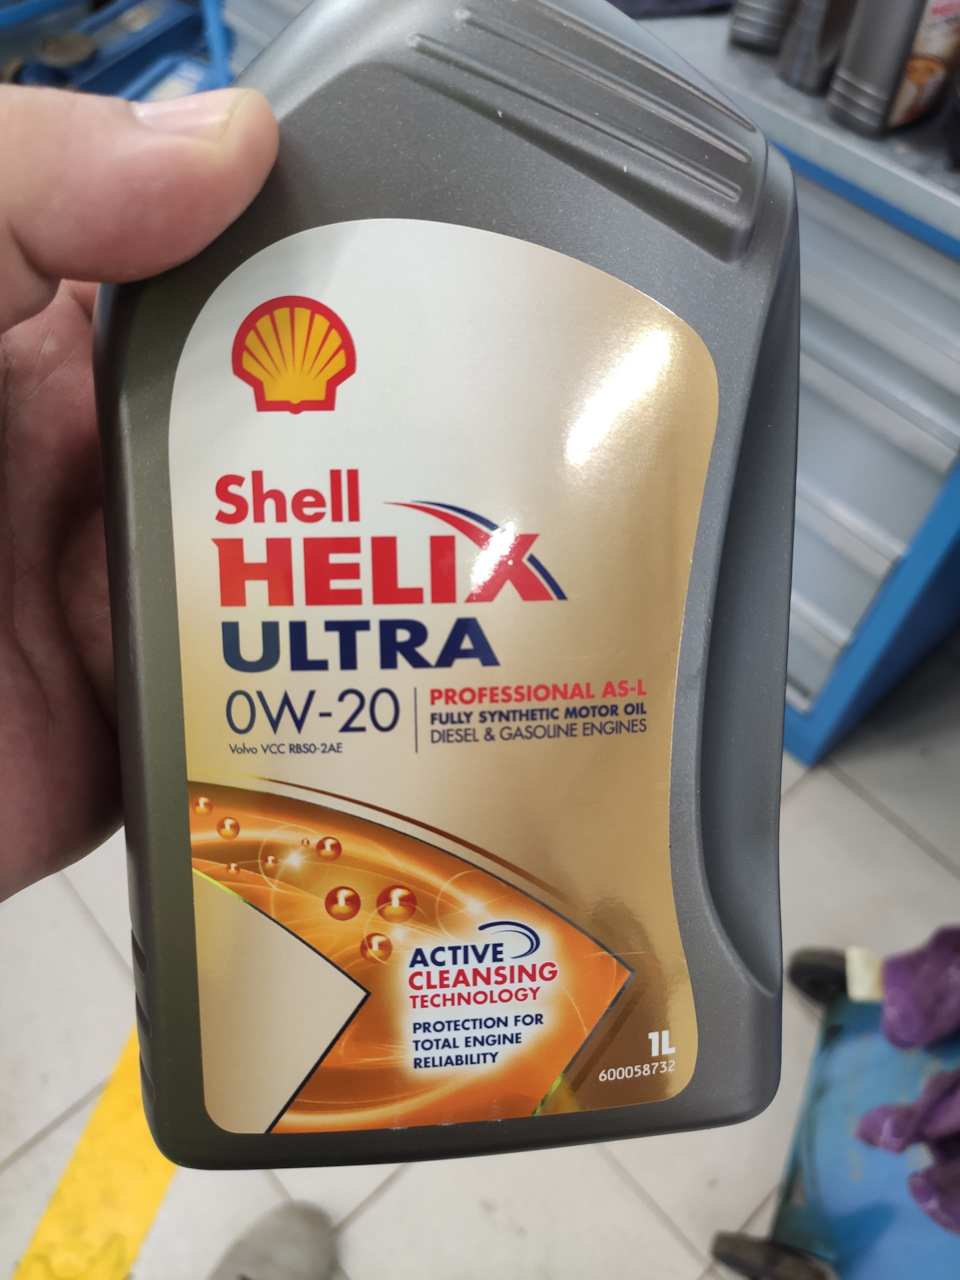 Shell
HELIX
ULTRA
0W-20
Volvo VCC RBS0-2AE
PROFESSIONAL AS-L
FULLY SYNTHETIC MOTOR OIL
DIESEL & GASOLINE ENGINES
ACTIVE
CLEANSING
TECHNOLOGY
PROTECTION FOR
TOTAL ENGINE
RELIABILITY
1L
600058732